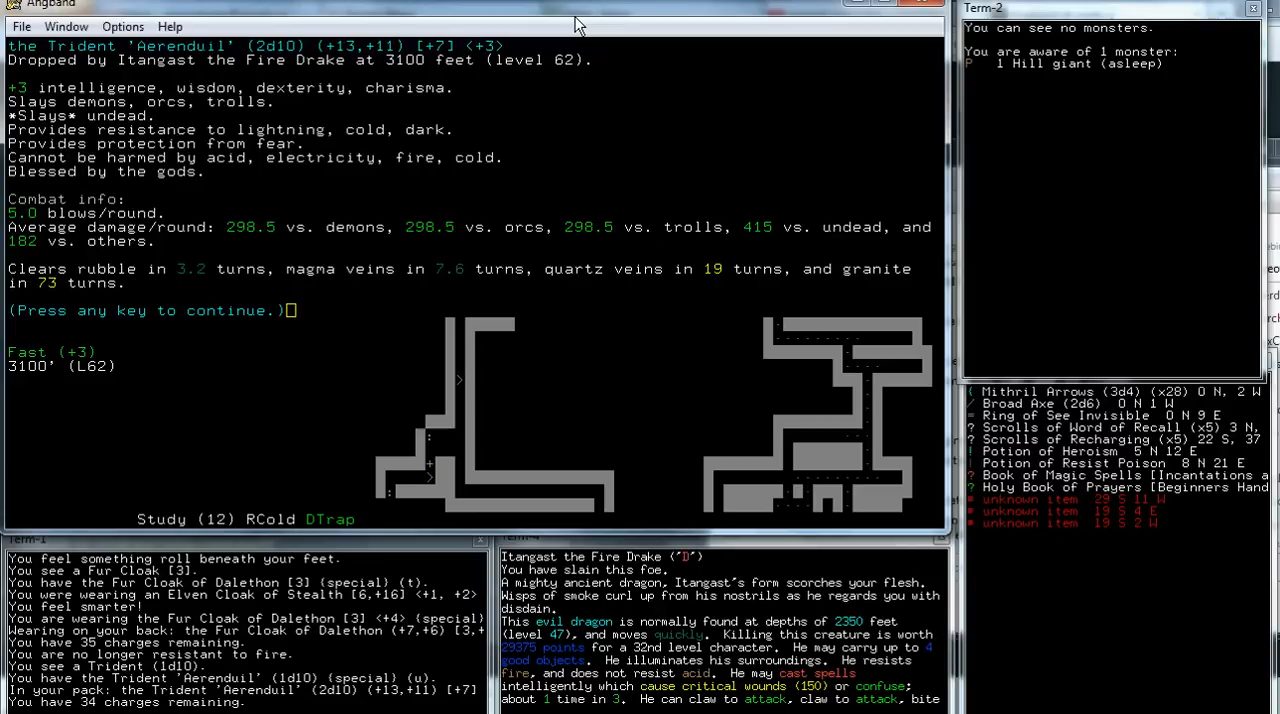 Angband
File Window Options Help
the Trident 'Aerenduil' (2d10) (+13,+11) [+7] <+3>
Dropped by Itangast the Fire Drake at 3100 feet (level 62).
+3 intelligence, wisdom, dexterity, charisma.
Slays demons, orcs, trolls.
*Slays* undead.
Provides resistance to lightning, cold, dark.
Provides protection from fear.
Cannot be harmed by acid, electricity, fire, cold.
Blessed by the gods.
Combat info:
5.0 blows/round.
Average damage/round: 298.5 vs. demons, 298.5 vs. orcs, 298.5 vs. trolls, 415 vs. undead, and
182 vs. others.
Clears rubble in 3.2 turns, magma veins in 7.6 turns, quartz veins in 19 turns, and granite
in 73 turns.
(Press any key to continue.)
Fast (+3)
3100' (L62)
Study (12) RCold DTrap
Term-2
You can see no monsters.
You are aware of 1 monster:
P 1 Hill giant (asleep)
{ Mithril Arrows (3d4) (x28) 0 N, 2 W
/ Broad Axe (2d6) 0 N 1 W
= Ring of See Invisible 0 N 9 E
? Scrolls of Word of Recall (x5) 3 N,
? Scrolls of Recharging (x5) 22 S, 37
! Potion of Heroism 5 N 12 E
! Potion of Resist Poison 8 N 21 E
? Book of Magic Spells [Incantations a
? Holy Book of Prayers [Beginners Hand
* unknown item 29 S 11 W
* unknown item 19 S 4 E
* unknown item 19 S 2 W
Term-1
You feel something roll beneath your feet.
You see a Fur Cloak [3].
You have the Fur Cloak of Dalethon [3] {special} (t).
You were wearing an Elven Cloak of Stealth [6,+16] <+1, +2>
You feel smarter!
You are wearing the Fur Cloak of Dalethon [3] <+4> {special}
Wearing on your back: the Fur Cloak of Dalethon (+7,+6) [3,+
You have 35 charges remaining.
You are no longer resistant to fire.
You see a Trident (1d10).
You have the Trident 'Aerenduil' (1d10) {special} (u).
In your pack: the Trident 'Aerenduil' (2d10) (+13,+11) [+7]
You have 34 charges remaining.
Term-4
Itangast the Fire Drake ("D")
You have slain this foe.
A mighty ancient dragon, Itangast's form scorches your flesh.
Wisps of smoke curl up from his nostrils as he regards you with
disdain.
This evil dragon is normally found at depths of 2350 feet
(level 47), and moves quickly. Killing this creature is worth
29375 points for a 32nd level character. He may carry up to 4
good objects. He illuminates his surroundings. He resists
fire, and does not resist acid. He may cast spells
intelligently which cause critical wounds (150) or confuse;
about 1 time in 3. He can claw to attack, claw to attack, bite